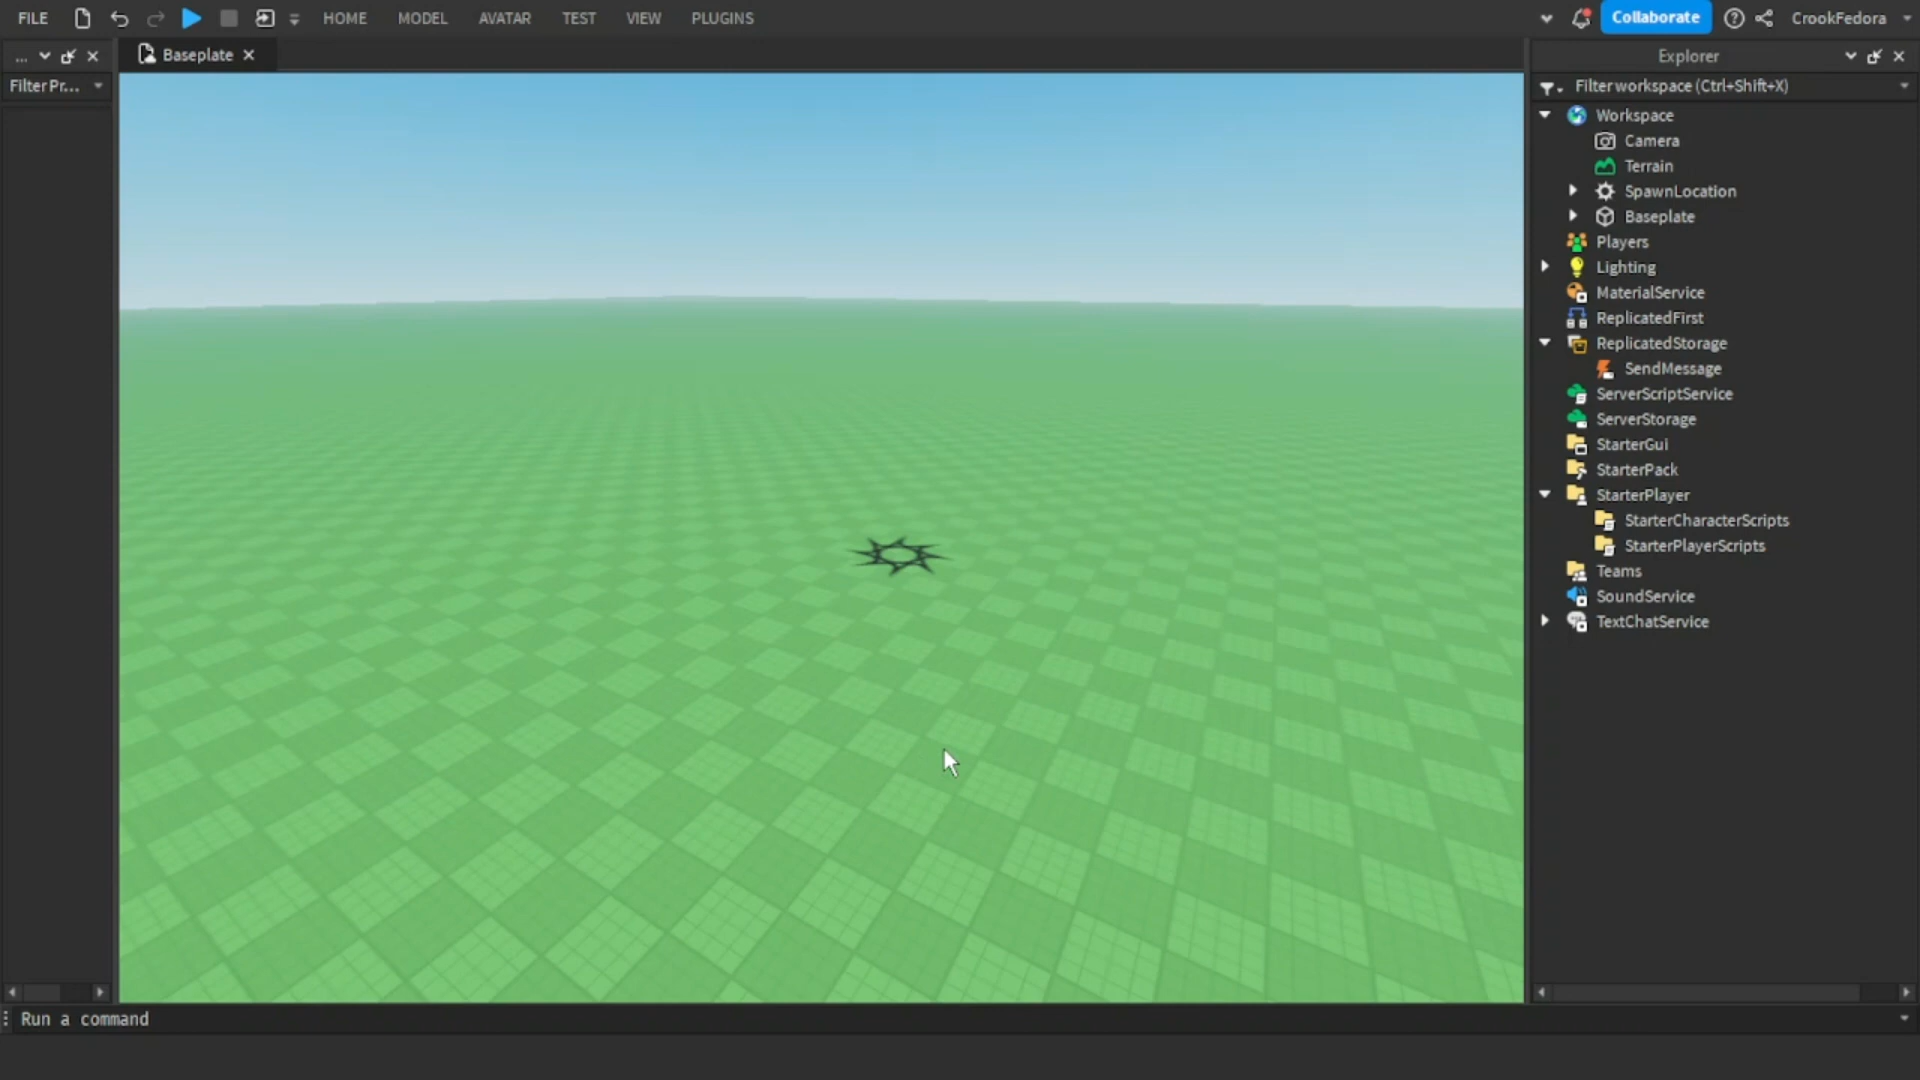 FILE HOME MODEL AVATAR TEST VIEW PLUGINS Collaborate CrookFedora
... Baseplate Explorer
Filter Pr... Filter workspace (Ctrl+Shift+X)
Workspace
Camera
Terrain
SpawnLocation
Baseplate
Players
Lighting
MaterialService
ReplicatedFirst
ReplicatedStorage
SendMessage
ServerScriptService
ServerStorage
StarterGui
StarterPack
StarterPlayer
StarterCharacterScripts
StarterPlayerScripts
Teams
SoundService
TextChatService
Run a command